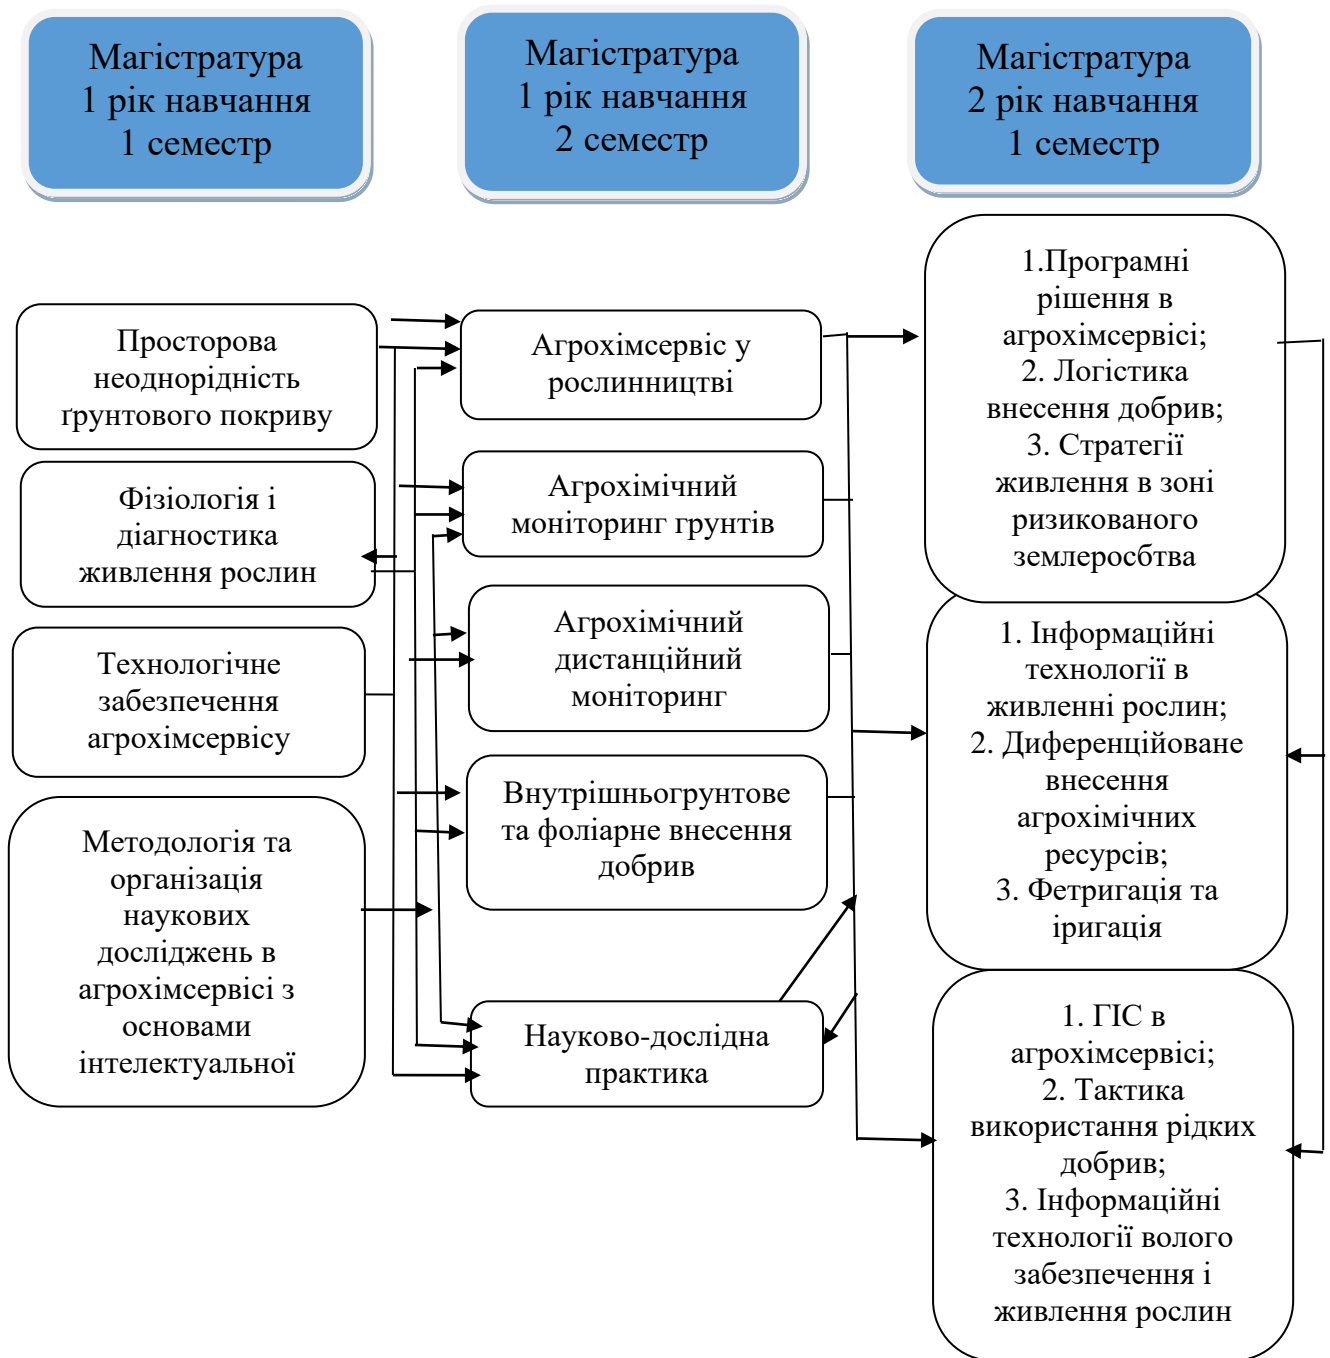 Магістратура
1 рік навчання
1 семестр
Магістратура
1 рік навчання
2 семестр
Магістратура
2 рік навчання
1 семестр
Просторова
неоднорідність
ґрунтового покриву
Фізіологія і
діагностика
живлення рослин
Технологічне
забезпечення
агрохімсервісу
Методологія та
організація
наукових
досліджень в
агрохімсервісі з
основами
інтелектуальної
Агрохімсервіс у
рослинництві
Агрохімічний
моніторинг грунтів
Агрохімічний
дистанційний
моніторинг
Внутрішньогрунтове
та фоліарне внесення
добрив
Науково-дослідна
практика
1.Програмні
рішення в
агрохімсервісі;
2. Логістика
внесення добрив;
3. Стратегії
живлення в зоні
ризикованого
землеросбтва
1. Інформаційні
технології в
живленні рослин;
2. Диференційоване
внесення
агрохімічних
ресурсів;
3. Фетригація та
іригація
1. ГІС в
агрохімсервісі;
2. Тактика
використання рідких
добрив;
3. Інформаційні
технології волого
забезпечення і
живлення рослин